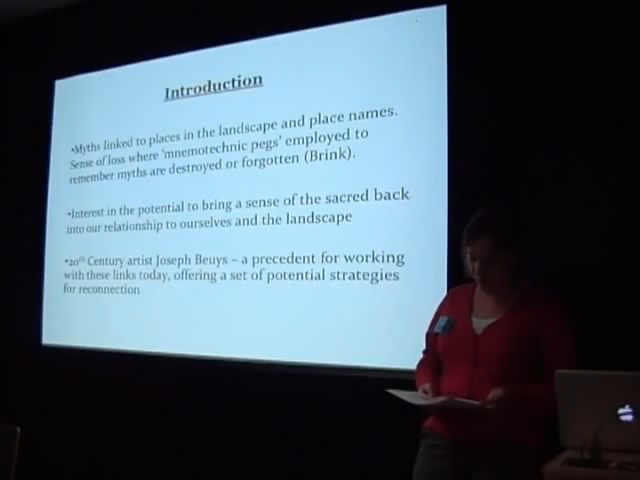 Introduction
•Myths linked to places in the landscape and place names.
Sense of loss where 'mnemotechnic pegs' employed to
remember myths are destroyed or forgotten (Brink).
•Interest in the potential to bring a sense of the sacred back
into our relationship to ourselves and the landscape
•20th Century artist Joseph Beuys – a precedent for working
with these links today, offering a set of potential strategies
for reconnection